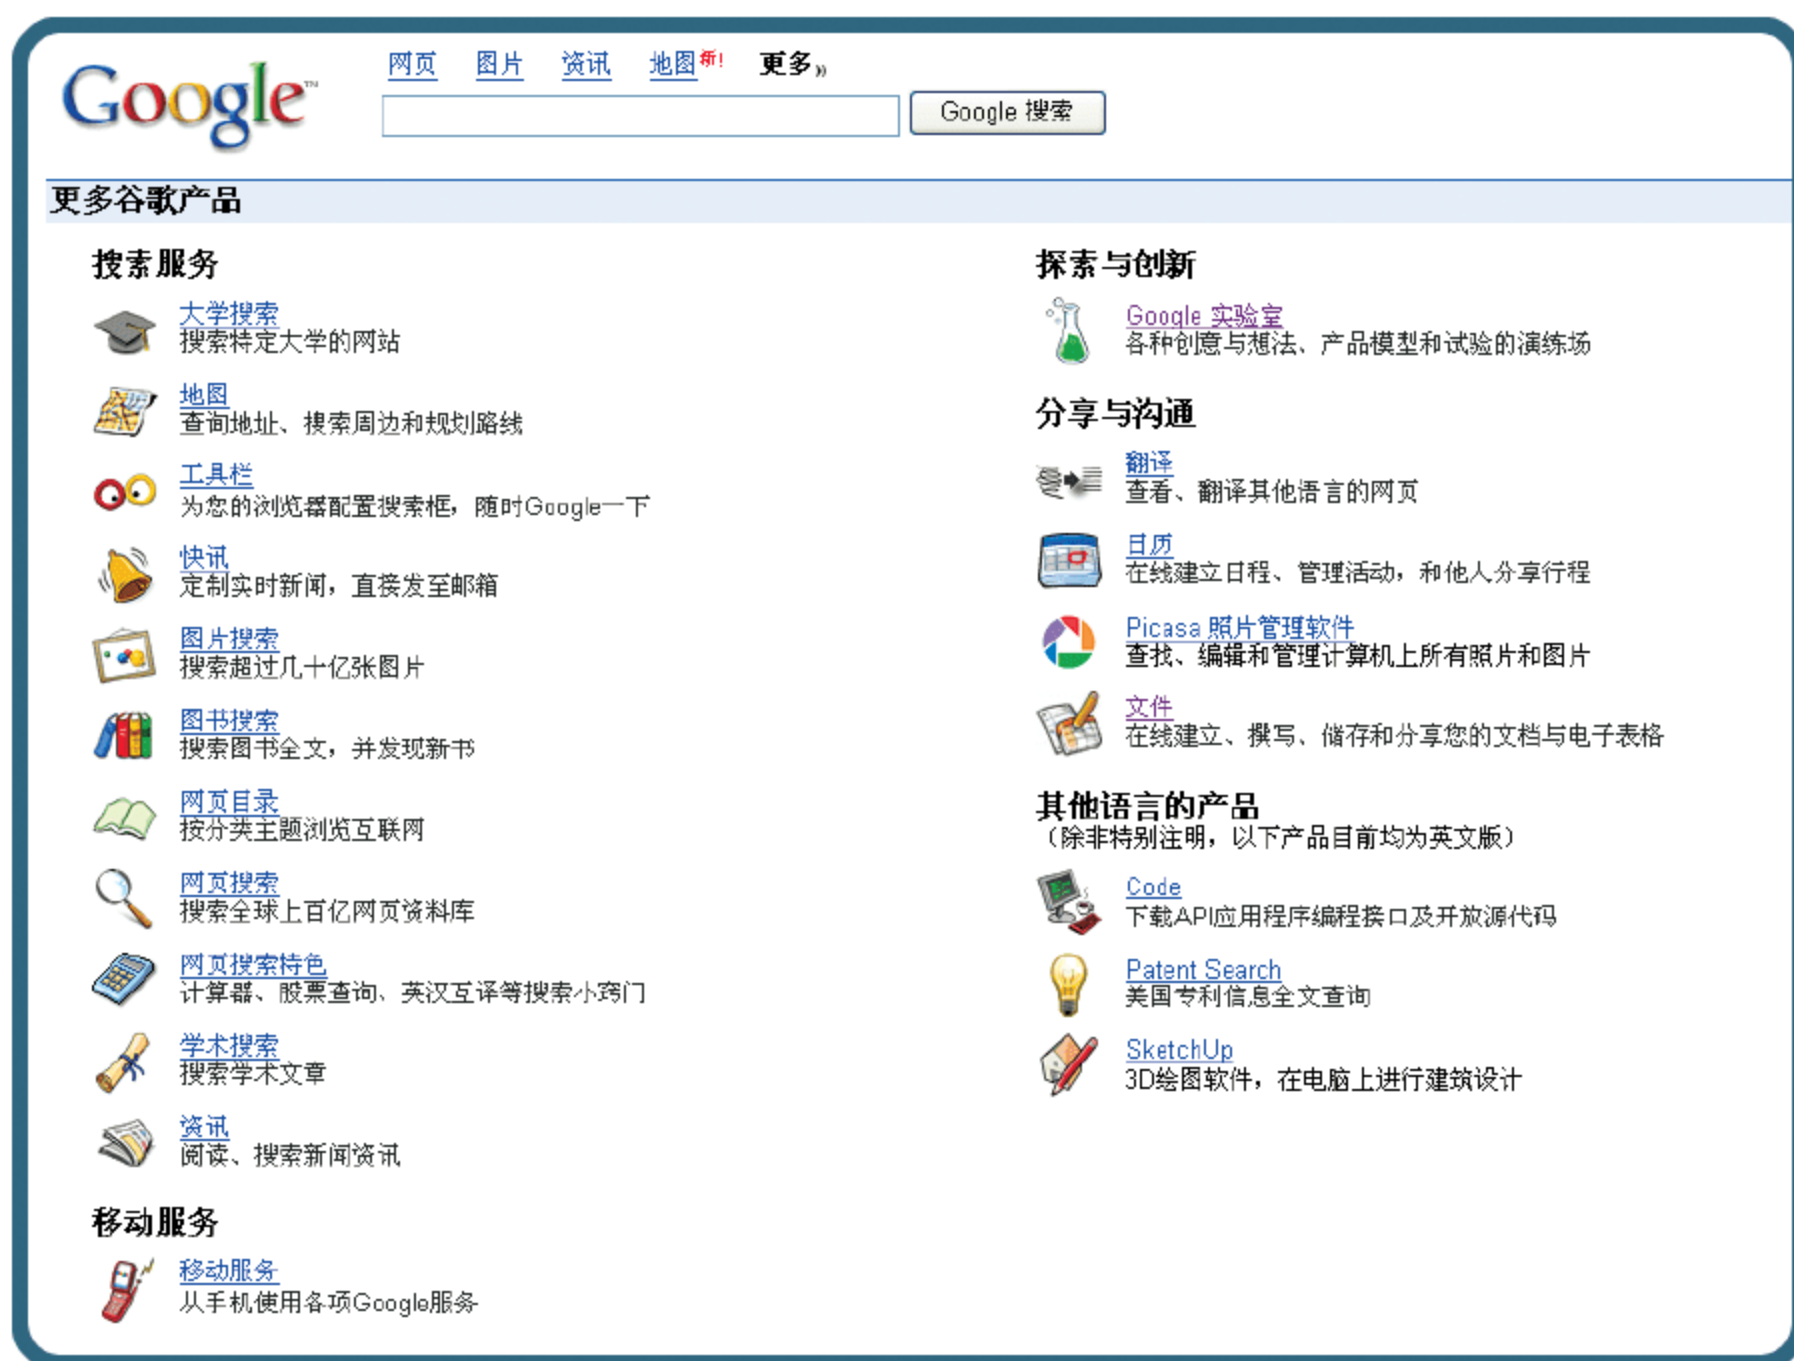 Google™
网页 图片 资讯 地图新! 更多»
Google 搜索
更多谷歌产品
搜索服务
大学搜索
搜索特定大学的网站
地图
查询地址、搜索周边和规划路线
工具栏
为您的浏览器配置搜索框，随时Google一下
快讯
定制实时新闻，直接发至邮箱
图片搜索
搜索超过几十亿张图片
图书搜索
搜索图书全文，并发现新书
网页目录
按分类主题浏览互联网
网页搜索
搜索全球上百亿网页资料库
网页搜索特色
计算器、股票查询、英汉互译等搜索小窍门
学术搜索
搜索学术文章
资讯
阅读、搜索新闻资讯
移动服务
移动服务
从手机使用各项Google服务
探索与创新
Google 实验室
各种创意与想法、产品模型和试验的演练场
分享与沟通
翻译
查看、翻译其他语言的网页
日历
在线建立日程、管理活动，和他人分享行程
Picasa 照片管理软件
查找、编辑和管理计算机上所有照片和图片
文件
在线建立、撰写、储存和分享您的文档与电子表格
其他语言的产品
（除非特别注明，以下产品目前均为英文版）
Code
下载API应用程序编程接口及开放源代码
Patent Search
美国专利信息全文查询
SketchUp
3D绘图软件，在电脑上进行建筑设计